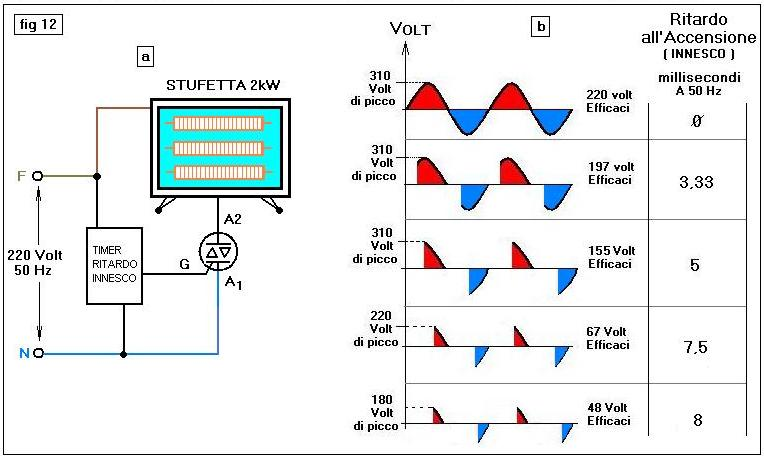 fig 12
a
STUFETTA 2kW
F
A2
220 Volt
50 Hz
TIMER
RITARDO
INNESCO
G
A1
N
b
VOLT
Ritardo
all'Accensione
( INNESCO )
millisecondi
A 50 Hz
310
Volt
di picco
220 volt
Efficaci
0
310
Volt
di picco
197 volt
Efficaci
3,33
310
Volt
di picco
155 Volt
Efficaci
5
220
Volt
di picco
67 Volt
Efficaci
7,5
180
Volt
di picco
48 Volt
Efficaci
8